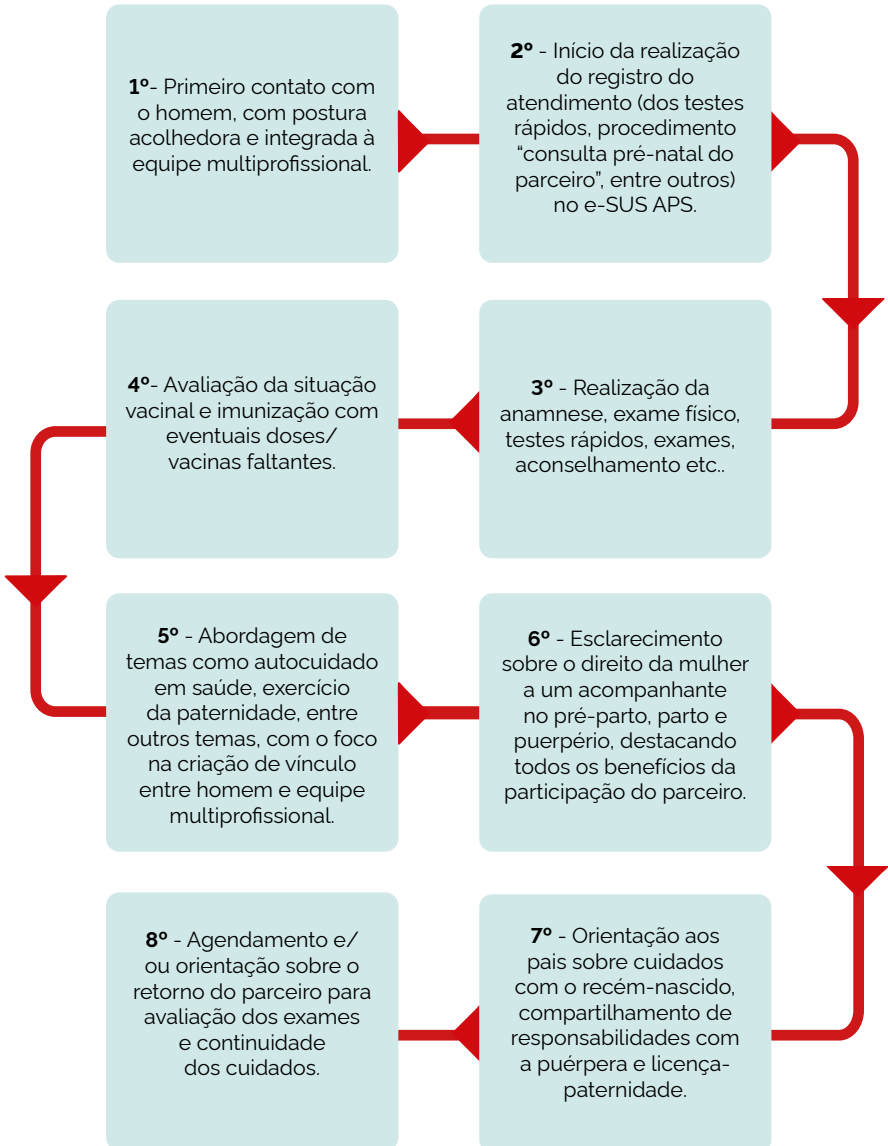 1º- Primeiro contato com
o homem, com postura
acolhedora e integrada à
equipe multiprofissional.
2º - Início da realização
do registro do
atendimento (dos testes
rápidos, procedimento
“consulta pré-natal do
parceiro”, entre outros)
no e-SUS APS.
3º - Realização da
anamnese, exame físico,
testes rápidos, exames,
aconselhamento etc..
4º- Avaliação da situação
vacinal e imunização com
eventuais doses/
vacinas faltantes.
5º - Abordagem de
temas como autocuidado
em saúde, exercício
da paternidade, entre
outros temas, com o foco
na criação de vínculo
entre homem e equipe
multiprofissional.
6º - Esclarecimento
sobre o direito da mulher
a um acompanhante
no pré-parto, parto e
puerpério, destacando
todos os benefícios da
participação do parceiro.
7º - Orientação aos
pais sobre cuidados
com o recém-nascido,
compartilhamento de
responsabilidades com
a puérpera e licença-
paternidade.
8º - Agendamento e/
ou orientação sobre o
retorno do parceiro para
avaliação dos exames
e continuidade
dos cuidados.